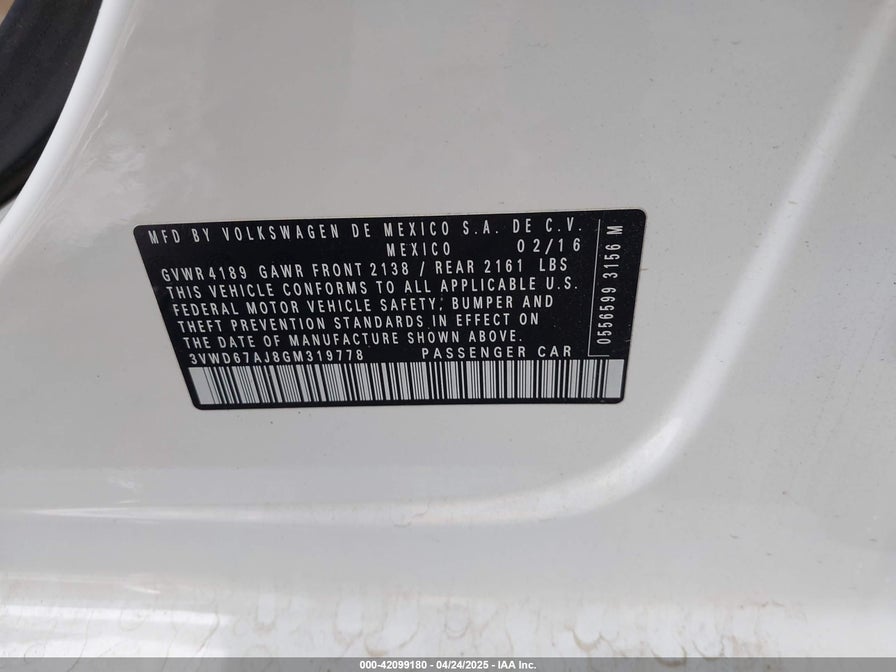 MFD BY VOLKSWAGEN DE MEXICO S.A. DE C.V.
MEXICO 02/16
GVWR 4189 GAWR FRONT 2138 / REAR 2161 LBS
THIS VEHICLE CONFORMS TO ALL APPLICABLE U.S.
FEDERAL MOTOR VEHICLE SAFETY, BUMPER AND
THEFT PREVENTION STANDARDS IN EFFECT ON
THE DATE OF MANUFACTURE SHOWN ABOVE.
3VWD67AJ8GM319778 PASSENGER CAR
0556599 3156 M
000-42099180 - 04/24/2025 - IAA Inc.